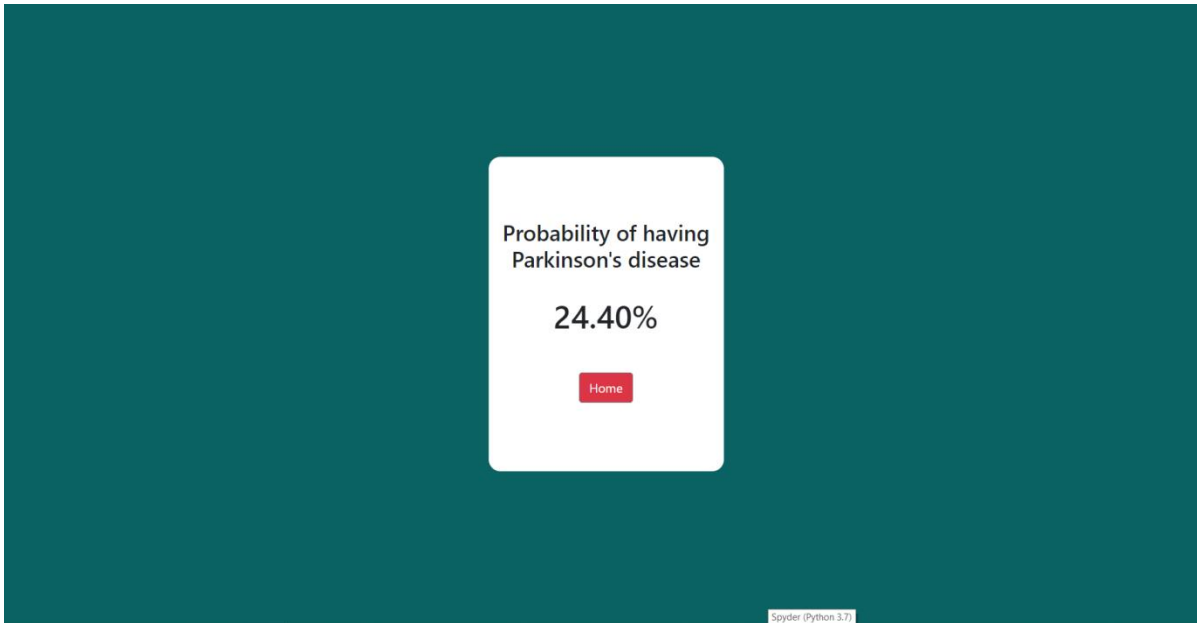 Probability of having
Parkinson's disease
24.40%
Home
Spyder (Python 3.7)